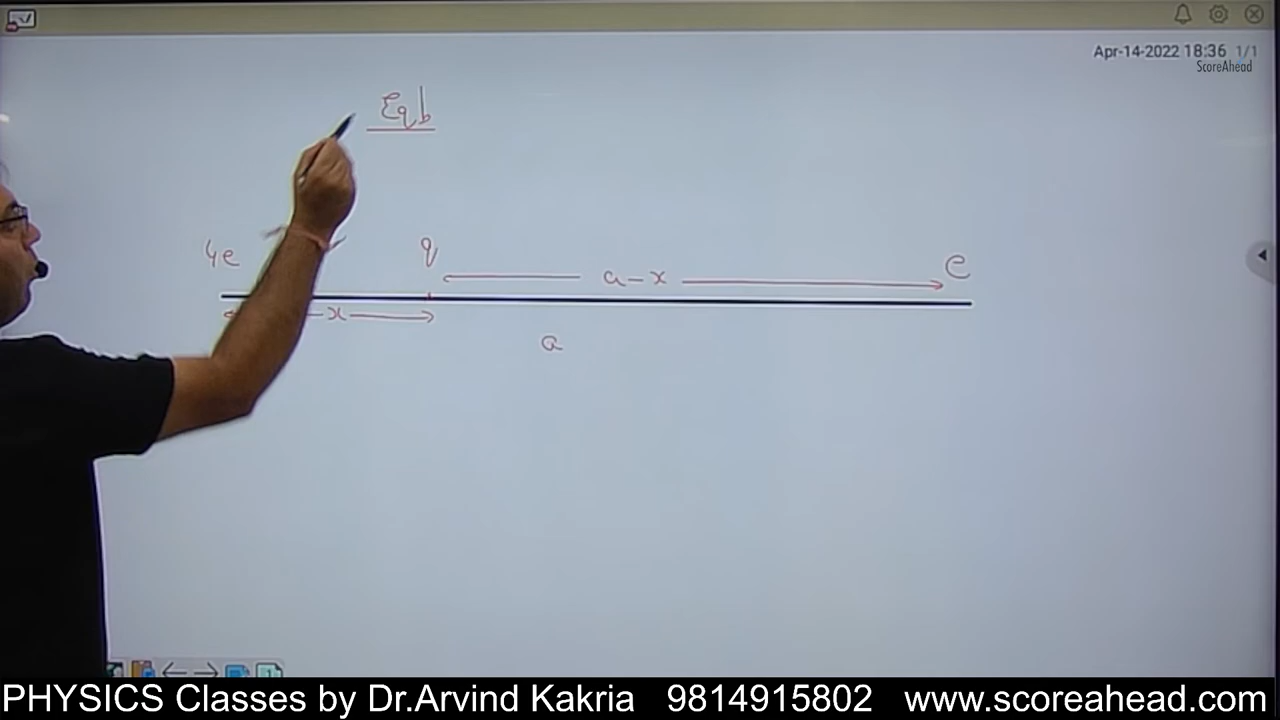 Apr-14-2022 18:36 1/1
ScoreAhead
Eqb
4e q e
a-x
x
a
PHYSICS Classes by Dr.Arvind Kakria 9814915802 www.scoreahead.com